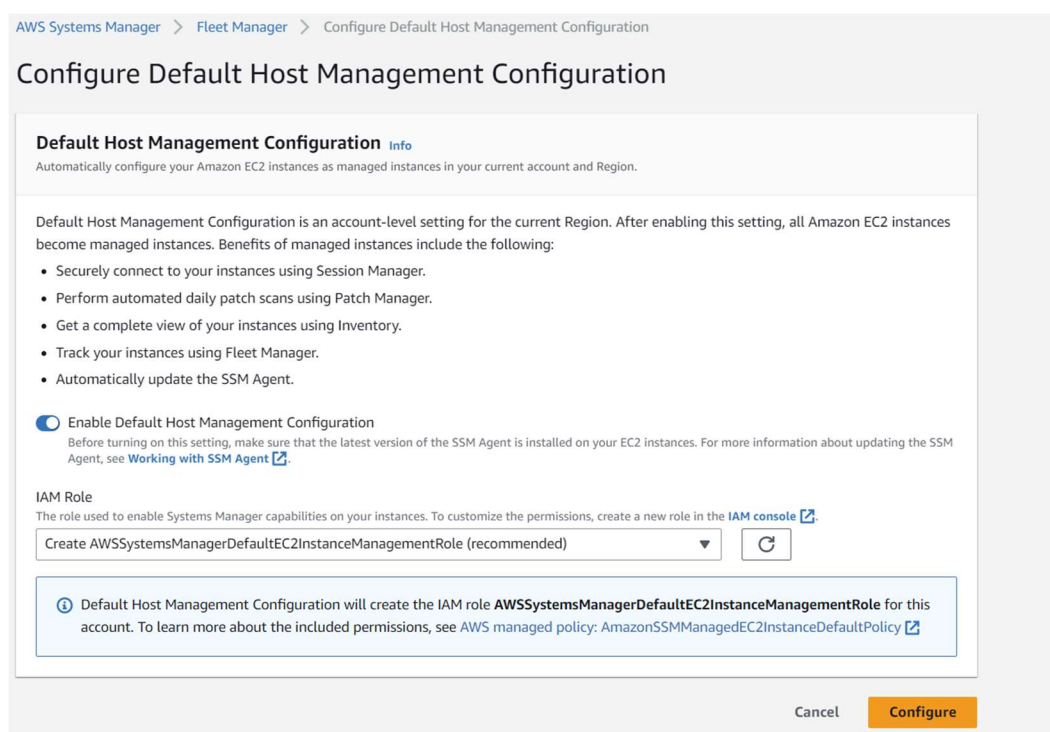 AWS Systems Manager > Fleet Manager > Configure Default Host Management Configuration
Configure Default Host Management Configuration
Default Host Management Configuration Info
Automatically configure your Amazon EC2 instances as managed instances in your current account and Region.
Default Host Management Configuration is an account-level setting for the current Region. After enabling this setting, all Amazon EC2 instances
become managed instances. Benefits of managed instances include the following:
• Securely connect to your instances using Session Manager.
• Perform automated daily patch scans using Patch Manager.
• Get a complete view of your instances using Inventory.
• Track your instances using Fleet Manager.
• Automatically update the SSM Agent.
Enable Default Host Management Configuration
Before turning on this setting, make sure that the latest version of the SSM Agent is installed on your EC2 instances. For more information about updating the SSM
Agent, see Working with SSM Agent.
IAM Role
The role used to enable Systems Manager capabilities on your instances. To customize the permissions, create a new role in the IAM console.
Create AWSSystemsManagerDefaultEC2InstanceManagementRole (recommended)
Default Host Management Configuration will create the IAM role AWSSystemsManagerDefaultEC2InstanceManagementRole for this
account. To learn more about the included permissions, see AWS managed policy: AmazonSSMManagedEC2InstanceDefaultPolicy
Cancel Configure